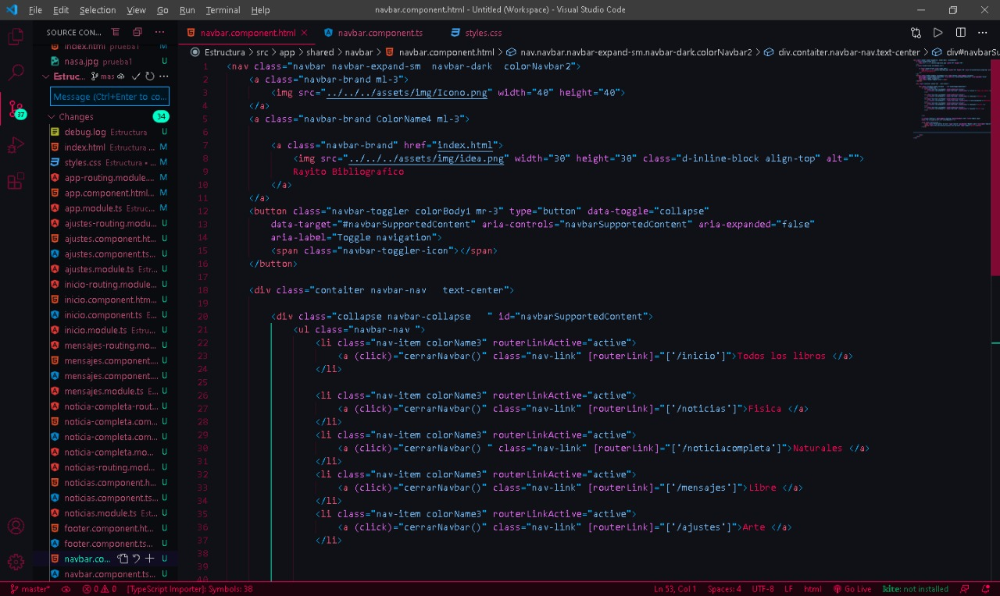 File Edit Selection View Go Run Terminal Help
navbar.component.html - Untitled (Workspace) - Visual Studio Code
SOURCE CON...
navbar.component.html
navbar.component.ts
styles.css
Estructura > src > app > shared > navbar > navbar.component.html > nav.navbar.navbar-expand-sm.navbar-dark.colorNavbar2 > div.contaiter.navbar-nav.text-center > div#navbarSu
index.html prueba1
nasa.jpg prueba1 U
Estruc... mas
Message (Ctrl+Enter to co...
Changes 34
37
debug.log Estructura U
index.html Estructura ... M
styles.css Estructura • ... M
app-routing.module.... M
app.component.html... M
app.module.ts Estruc... M
ajustes-routing.modu... U
ajustes.component.ht... U
ajustes.component.ts... U
ajustes.module.ts Estr... U
inicio-routing.module... U
inicio.component.htm... U
inicio.component.ts E... U
inicio.module.ts Estru... U
mensajes-routing.mo... U
mensajes.component.... U
mensajes.component.... U
mensajes.module.ts E... U
noticia-completa-rout... U
noticia-completa.com... U
noticia-completa.com... U
noticia-completa.mo... U
noticias-routing.mod... U
noticias.component.h... U
noticias.component.ts... U
noticias.module.ts Est... U
footer.component.ht... U
footer.component.ts... U
navbar.co... U
navbar.component.ts... U
1 <nav class="navbar navbar-expand-sm  navbar-dark  colorNavbar2">
2 <a class="navbar-brand ml-3">
3 <img src="../../../assets/img/Icono.png" width="40" height="40">
4 </a>
5 <a class="navbar-brand ColorName4 ml-3">
6
7 <a class="navbar-brand" href="index.html">
8 <img src="../../../assets/img/idea.png" width="30" height="30" class="d-inline-block align-top" alt="">
9 Rayito Bibliografico
10 </a>
11 </a>
12 <button class="navbar-toggler colorBody1 mr-3" type="button" data-toggle="collapse"
13 data-target="#navbarSupportedContent" aria-controls="navbarSupportedContent" aria-expanded="false"
14 aria-label="Toggle navigation">
15 <span class="navbar-toggler-icon"></span>
16 </button>
17
18 <div class="contaiter navbar-nav   text-center">
19
20 <div class="collapse navbar-collapse   " id="navbarSupportedContent">
21 <ul class="navbar-nav ">
22 <li class="nav-item colorName3" routerLinkActive="active">
23 <a (click)="cerrarNavbar()" class="nav-link" [routerLink]="['/inicio']">Todos los libros </a>
24 </li>
25
26 <li class="nav-item colorName3" routerLinkActive="active">
27 <a (click)="cerrarNavbar()" class="nav-link" [routerLink]="['/noticias']">Fisica </a>
28 </li>
29 <li class="nav-item colorName3" routerLinkActive="active">
30 <a (click)="cerrarNavbar() " class="nav-link" [routerLink]="['/noticiacompleta']">Naturales </a>
31 </li>
32 <li class="nav-item colorName3" routerLinkActive="active">
33 <a (click)="cerrarNavbar()" class="nav-link" [routerLink]="['/mensajes']">Libre </a>
34 </li>
35 <li class="nav-item colorName3" routerLinkActive="active">
36 <a (click)="cerrarNavbar()" class="nav-link" [routerLink]="['/ajustes']">Arte </a>
37 </li>
38
39
40
master* 0 0 [TypeScript Importer]: Symbols: 38 Ln 53, Col 1 Spaces: 4 UTF-8 LF html Go Live kite: not installed